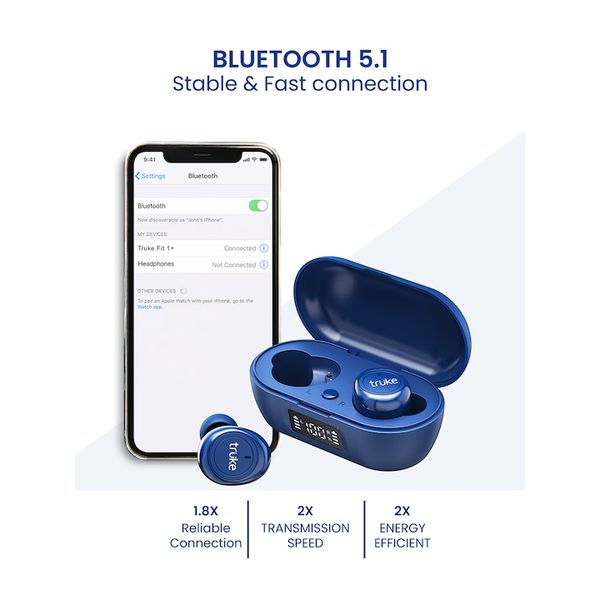 BLUETOOTH 5.1
Stable & Fast connection
9:41
Settings
Bluetooth
Bluetooth
Now discoverable as "John's iPhone".
MY DEVICES
Truke Fit 1+ Connected
Headphones Not Connected
OTHER DEVICES
To pair an Apple Watch with your iPhone, go to the
Watch app.
truke
L
R
100
truke
1.8X
Reliable
Connection
2X
TRANSMISSION
SPEED
2X
ENERGY
EFFICIENT